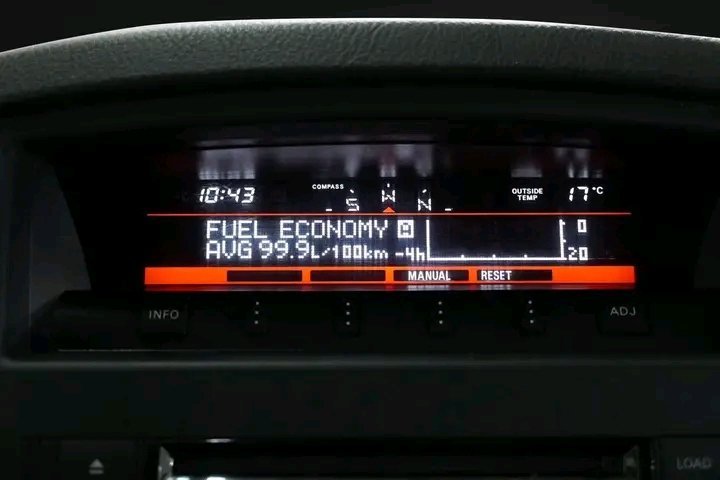 10:43 COMPASS S W N OUTSIDE TEMP 17°C
FUEL ECONOMY M 0
AVG 99.9L/100km -4h 20
MANUAL RESET
INFO ADJ
LOAD